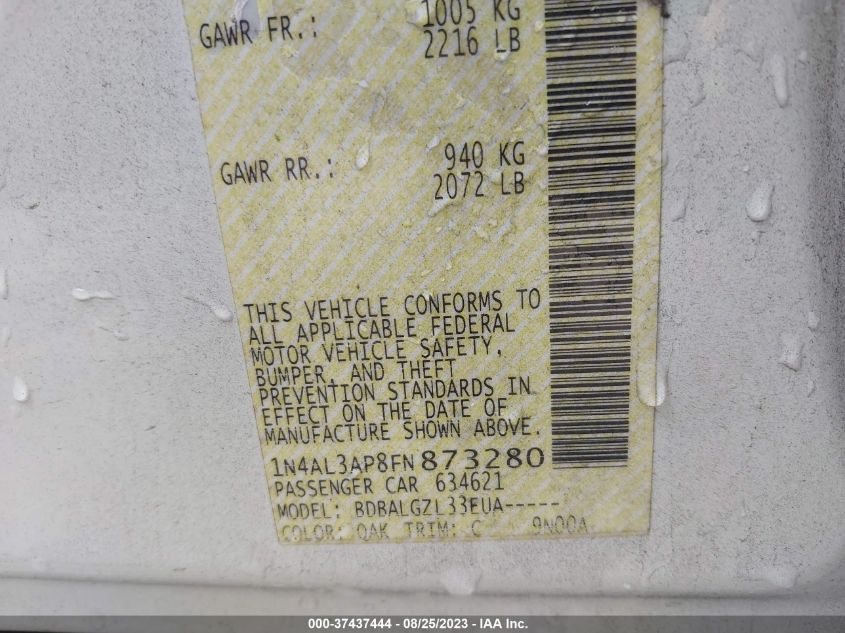 GAWR FR.: 1005 KG
2216 LB
GAWR RR.: 940 KG
2072 LB
THIS VEHICLE CONFORMS TO
ALL APPLICABLE FEDERAL
MOTOR VEHICLE SAFETY,
BUMPER, AND THEFT
PREVENTION STANDARDS IN
EFFECT ON THE DATE OF
MANUFACTURE SHOWN ABOVE.
1N4AL3AP8FN873280
PASSENGER CAR 634621
MODEL: BDBALGZL33EUA-----
COLOR: QAK TRIM: C 9N00A
000-37437444 - 08/25/2023 - IAA Inc.